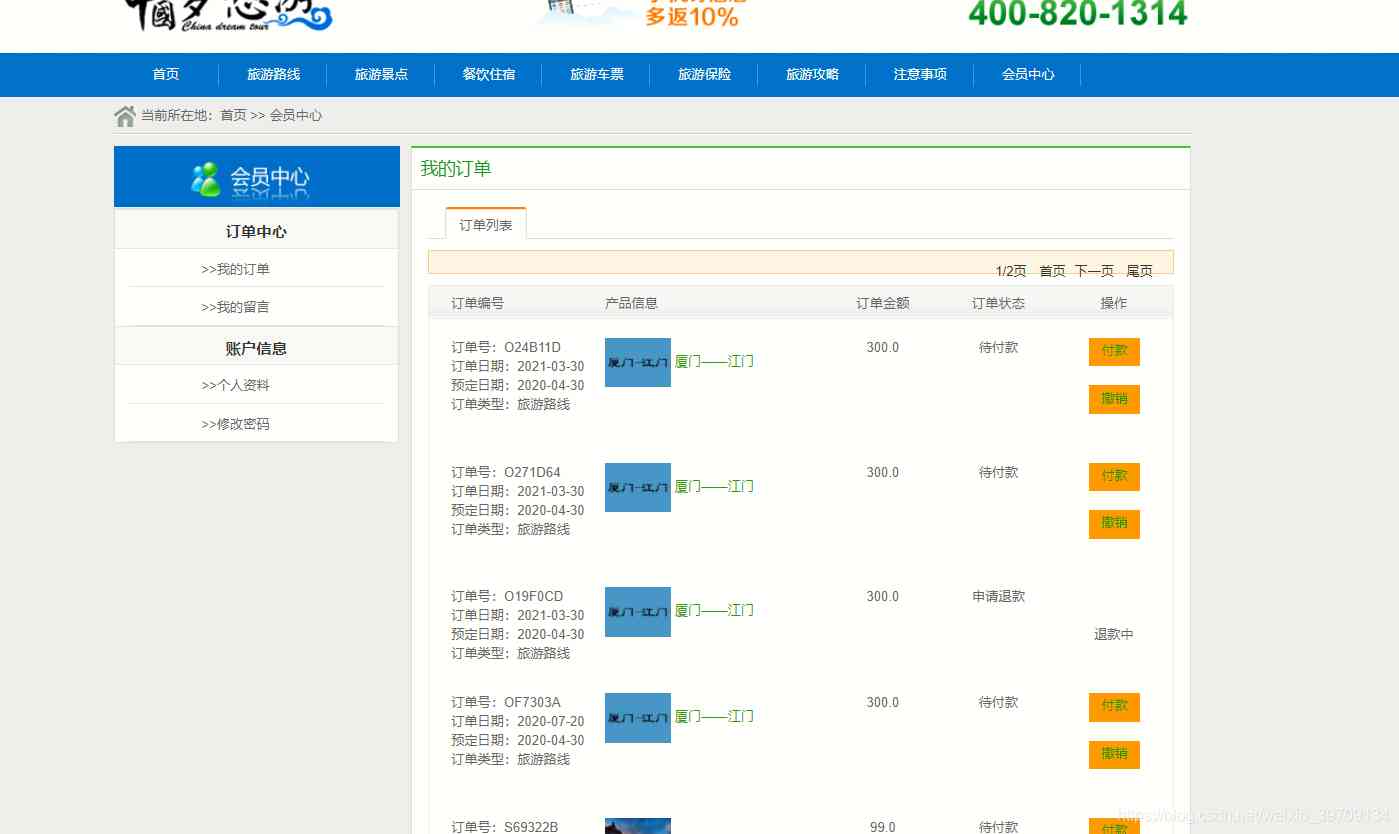 China dream tour
多返10%
400-820-1314
首页 旅游路线 旅游景点 餐饮住宿 旅游车票 旅游保险 旅游攻略 注意事项 会员中心
当前所在地：首页 >> 会员中心
会员中心
订单中心
>>我的订单
>>我的留言
账户信息
>>个人资料
>>修改密码
我的订单
订单列表
1/2页 首页 下一页 尾页
订单编号 产品信息 订单金额 订单状态 操作
订单号：O24B11D 厦门——江门 300.0 待付款 付款
订单日期：2021-03-30 厦门-江门
预定日期：2020-04-30 撤销
订单类型：旅游路线
订单号：O271D64 厦门——江门 300.0 待付款 付款
订单日期：2021-03-30 厦门-江门
预定日期：2020-04-30 撤销
订单类型：旅游路线
订单号：O19F0CD 厦门——江门 300.0 申请退款
订单日期：2021-03-30 厦门-江门
预定日期：2020-04-30 退款中
订单类型：旅游路线
订单号：OF7303A 厦门——江门 300.0 待付款 付款
订单日期：2020-07-20 厦门-江门
预定日期：2020-04-30 撤销
订单类型：旅游路线
订单号：S69322B 99.0 待付款 付款